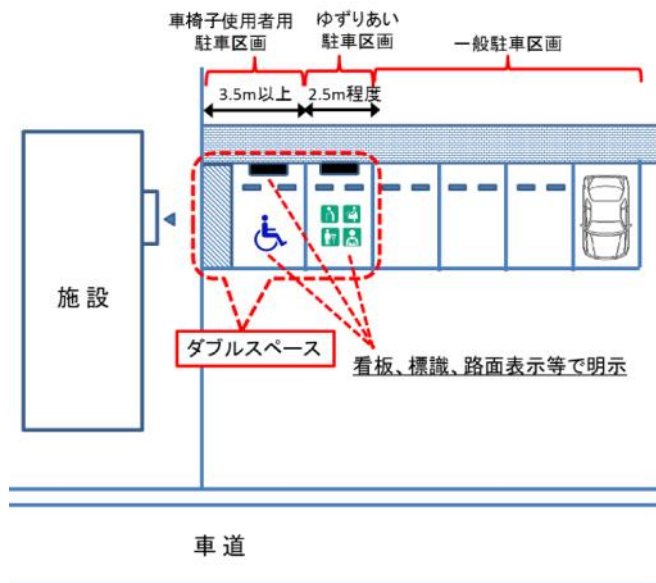 車椅子使用者用
駐車区画
ゆずりあい
駐車区画
一般駐車区画
3.5m以上
2.5m程度
施設
ダブルスペース
看板、標識、路面表示等で明示
車道